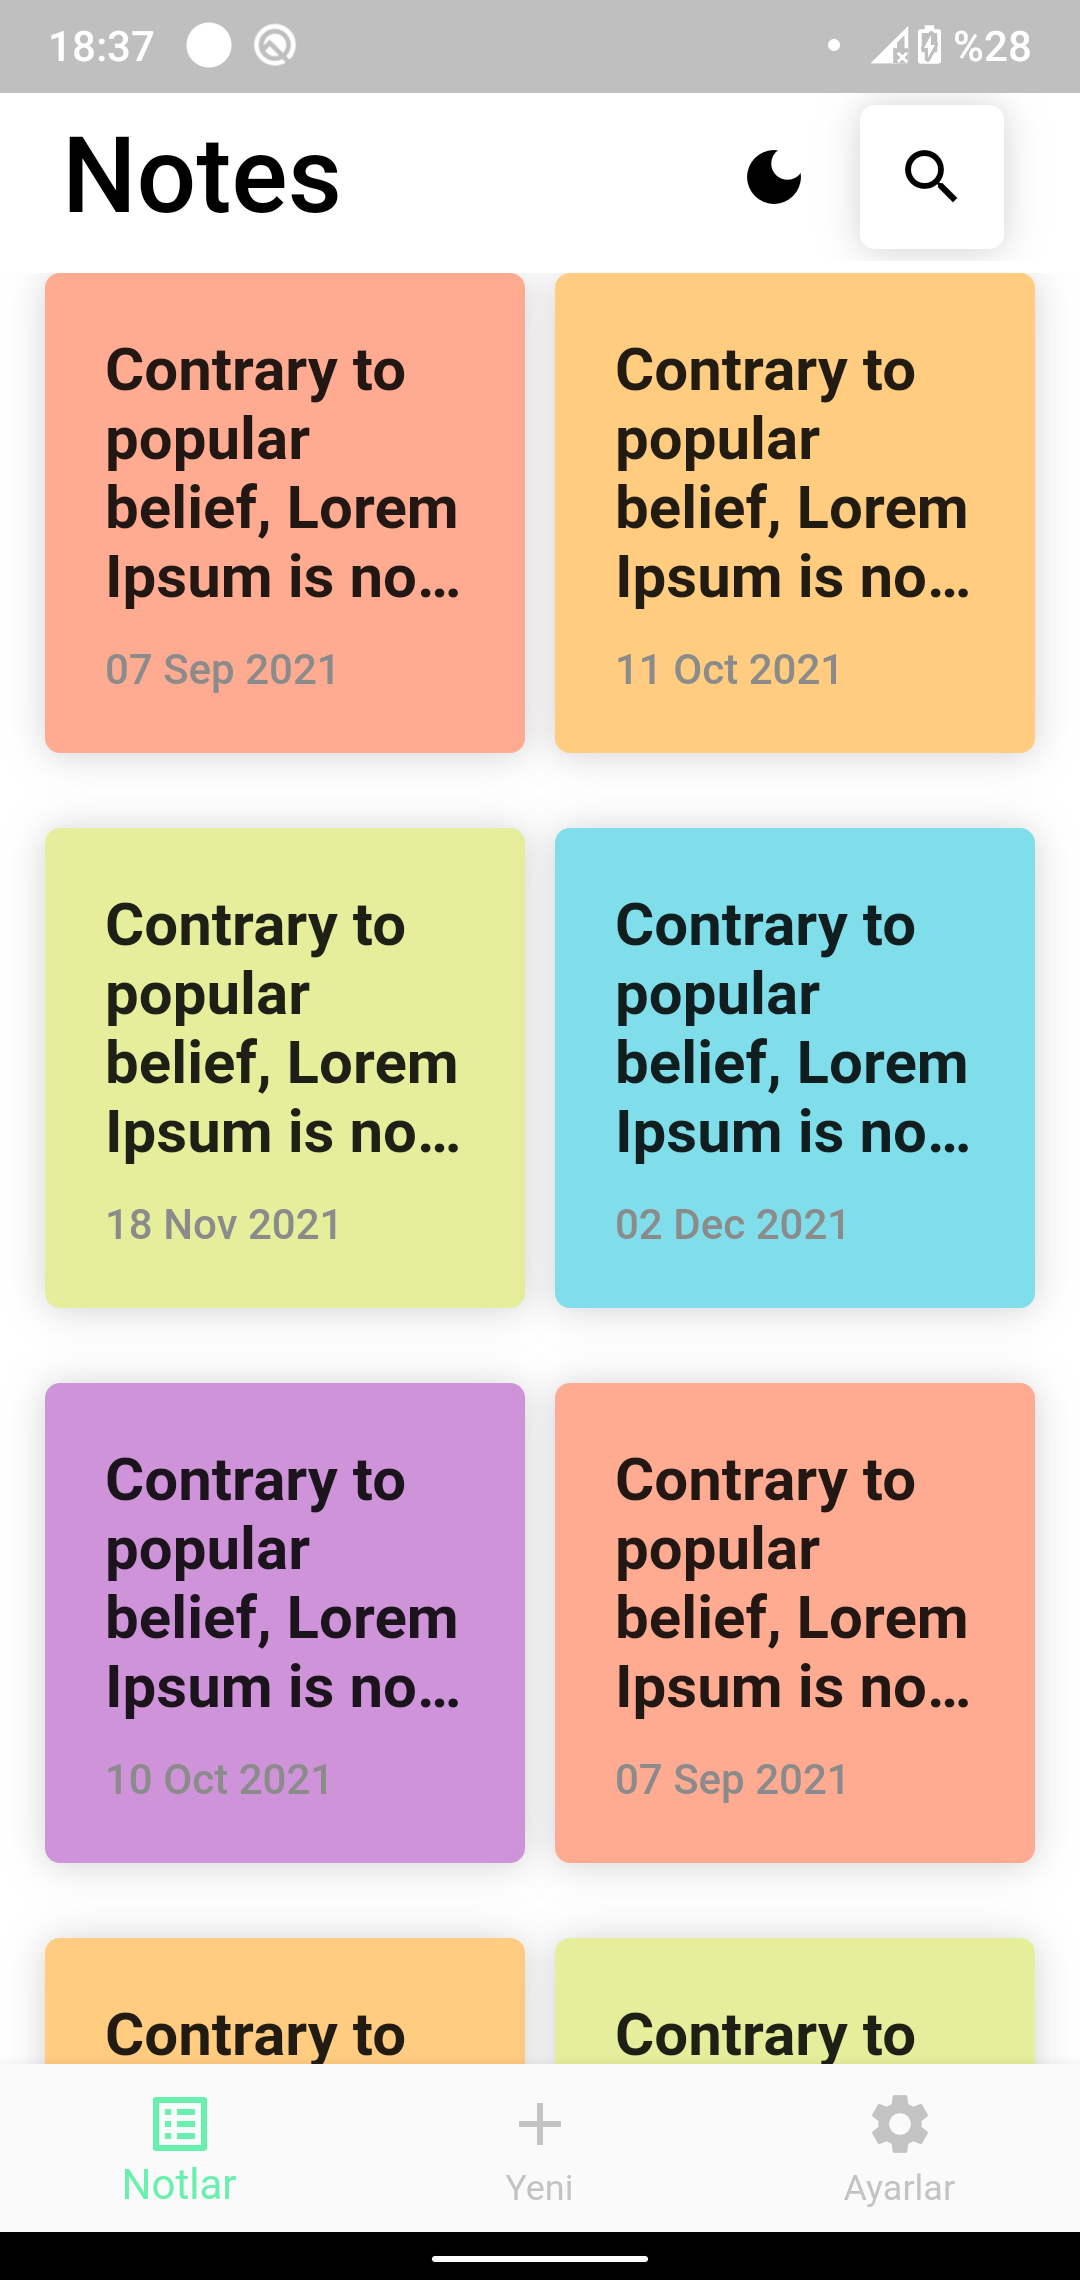 18:37
%28
Notes
Contrary to
popular
belief, Lorem
Ipsum is no...
07 Sep 2021
Contrary to
popular
belief, Lorem
Ipsum is no...
11 Oct 2021
Contrary to
popular
belief, Lorem
Ipsum is no...
18 Nov 2021
Contrary to
popular
belief, Lorem
Ipsum is no...
02 Dec 2021
Contrary to
popular
belief, Lorem
Ipsum is no...
10 Oct 2021
Contrary to
popular
belief, Lorem
Ipsum is no...
07 Sep 2021
Contrary to
Contrary to
Notlar
Yeni
Ayarlar